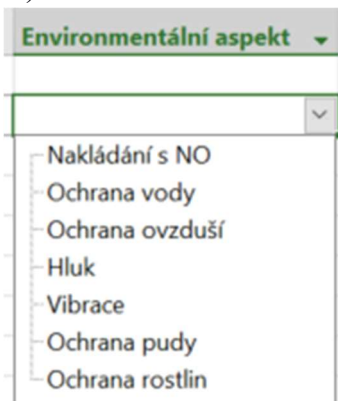 Environmentální aspekt
Nakládání s NO
Ochrana vody
Ochrana ovzduší
Hluk
Vibrace
Ochrana pudy
Ochrana rostlin